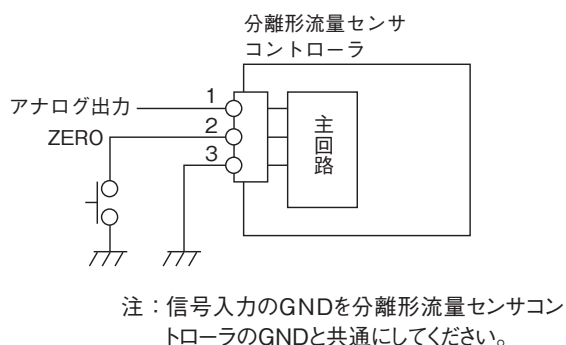 分離形流量センサ
コントローラ
アナログ出力
1
ZERO
2
3
主
回
路
注：信号入力のGNDを分離形流量センサコン
トローラのGNDと共通にしてください。